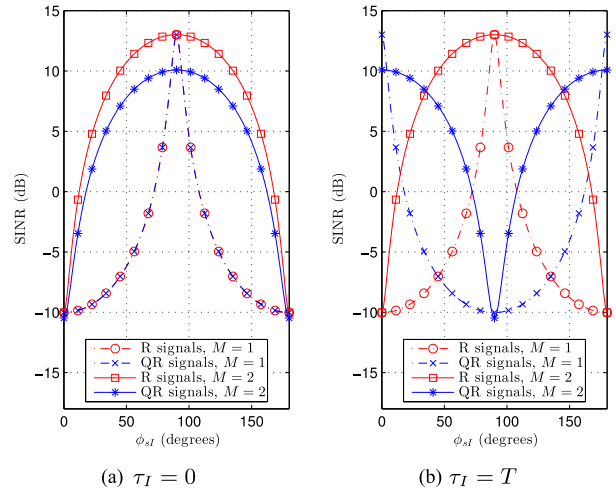 15
10
5
0
−5
−10
−15
SINR (dB)
0
50
100
150
ϕsI (degrees)
R signals, M = 1
QR signals, M = 1
R signals, M = 2
QR signals, M = 2
(a) τI = 0
15
10
5
0
−5
−10
−15
SINR (dB)
0
50
100
150
ϕsI (degrees)
R signals, M = 1
QR signals, M = 1
R signals, M = 2
QR signals, M = 2
(b) τI = T